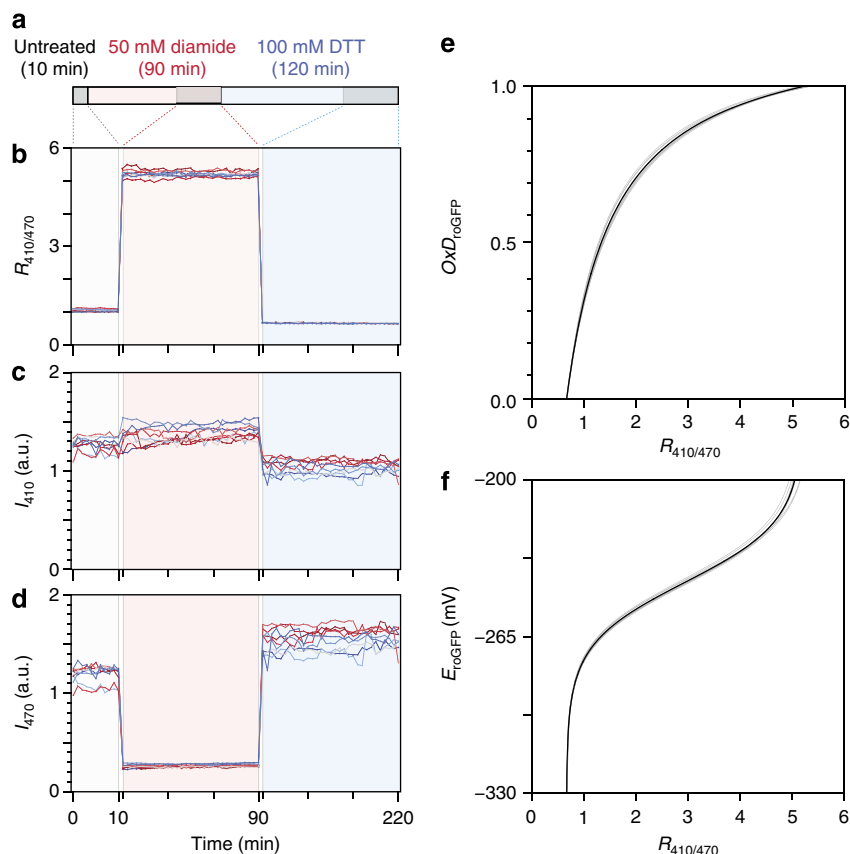 a
Untreated 50 mM diamide 100 mM DTT
(10 min) (90 min) (120 min)
b
6
3
0
R410/470
c
2
1
0
I410 (a.u.)
d
2
1
0
I470 (a.u.)
0 10 90 220
Time (min)
e
1.0
0.5
0.0
OxDroGFP
0 1 2 3 4 5 6
R410/470
f
−200
−265
−330
EroGFP (mV)
0 1 2 3 4 5 6
R410/470